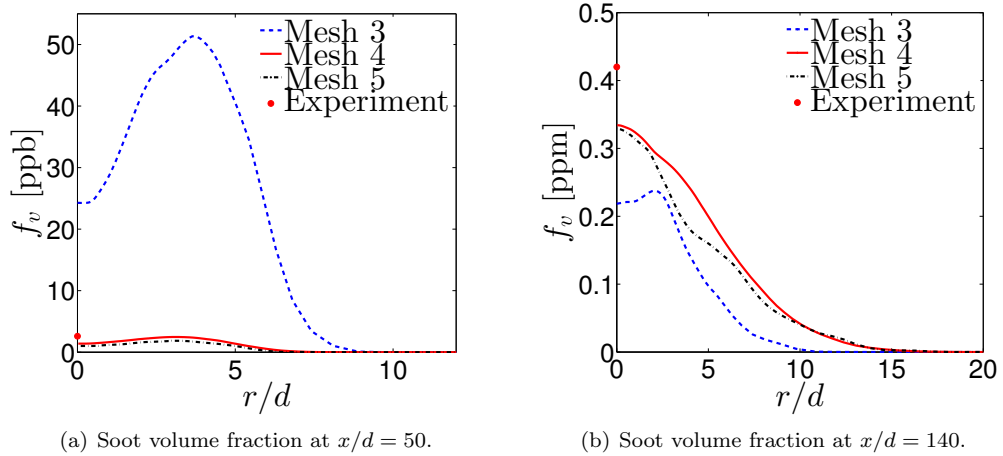 Mesh 3
Mesh 4
Mesh 5
Experiment
50
40
30
20
10
0
f_v [ppb]
0 5 10
r/d
(a) Soot volume fraction at x/d = 50.
Mesh 3
Mesh 4
Mesh 5
Experiment
0.5
0.4
0.3
0.2
0.1
0
f_v [ppm]
0 5 10 15 20
r/d
(b) Soot volume fraction at x/d = 140.